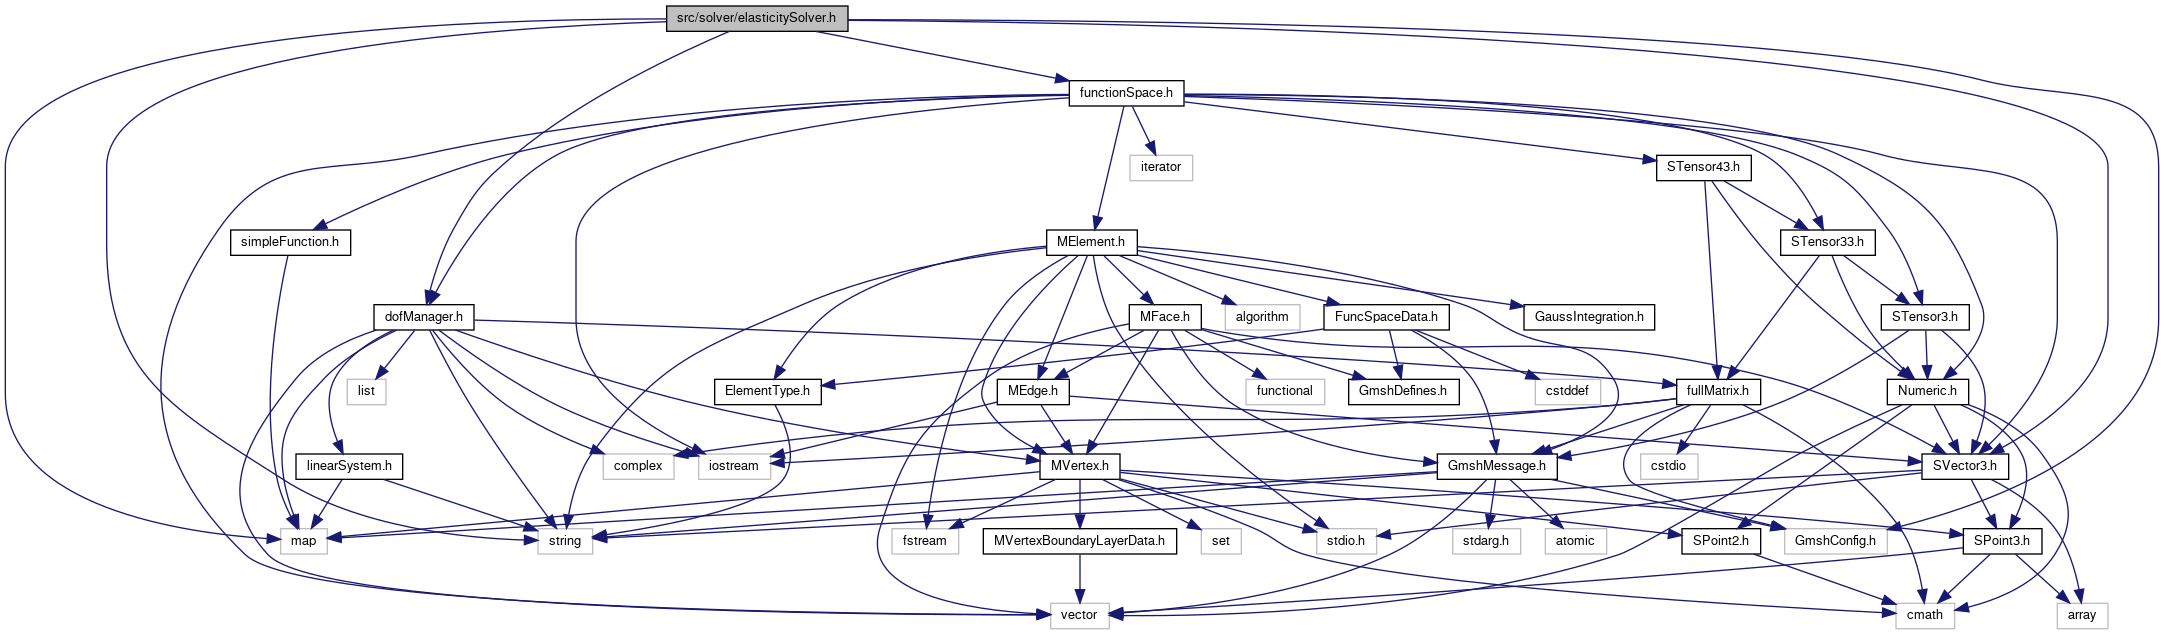 src/solver/elasticitySolver.h
functionSpace.h
iterator
STensor43.h
simpleFunction.h
MElement.h
STensor33.h
dofManager.h
MFace.h
algorithm
FuncSpaceData.h
GaussIntegration.h
STensor3.h
list
ElementType.h
MEdge.h
functional
GmshDefines.h
cstddef
fullMatrix.h
Numeric.h
linearSystem.h
complex
iostream
MVertex.h
GmshMessage.h
cstdio
SVector3.h
map
string
fstream
MVertexBoundaryLayerData.h
set
stdio.h
stdarg.h
atomic
SPoint2.h
GmshConfig.h
SPoint3.h
vector
cmath
array